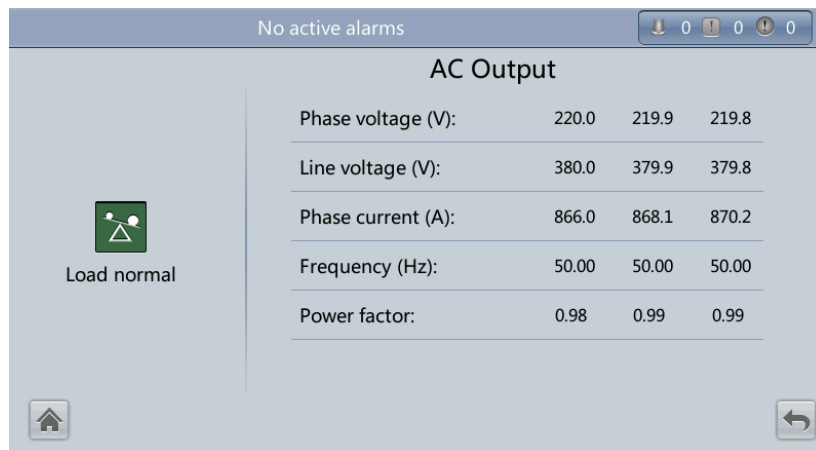 No active alarms 0 0 0
AC Output
Phase voltage (V): 220.0 219.9 219.8
Line voltage (V): 380.0 379.9 379.8
Phase current (A): 866.0 868.1 870.2
Load normal
Frequency (Hz): 50.00 50.00 50.00
Power factor: 0.98 0.99 0.99